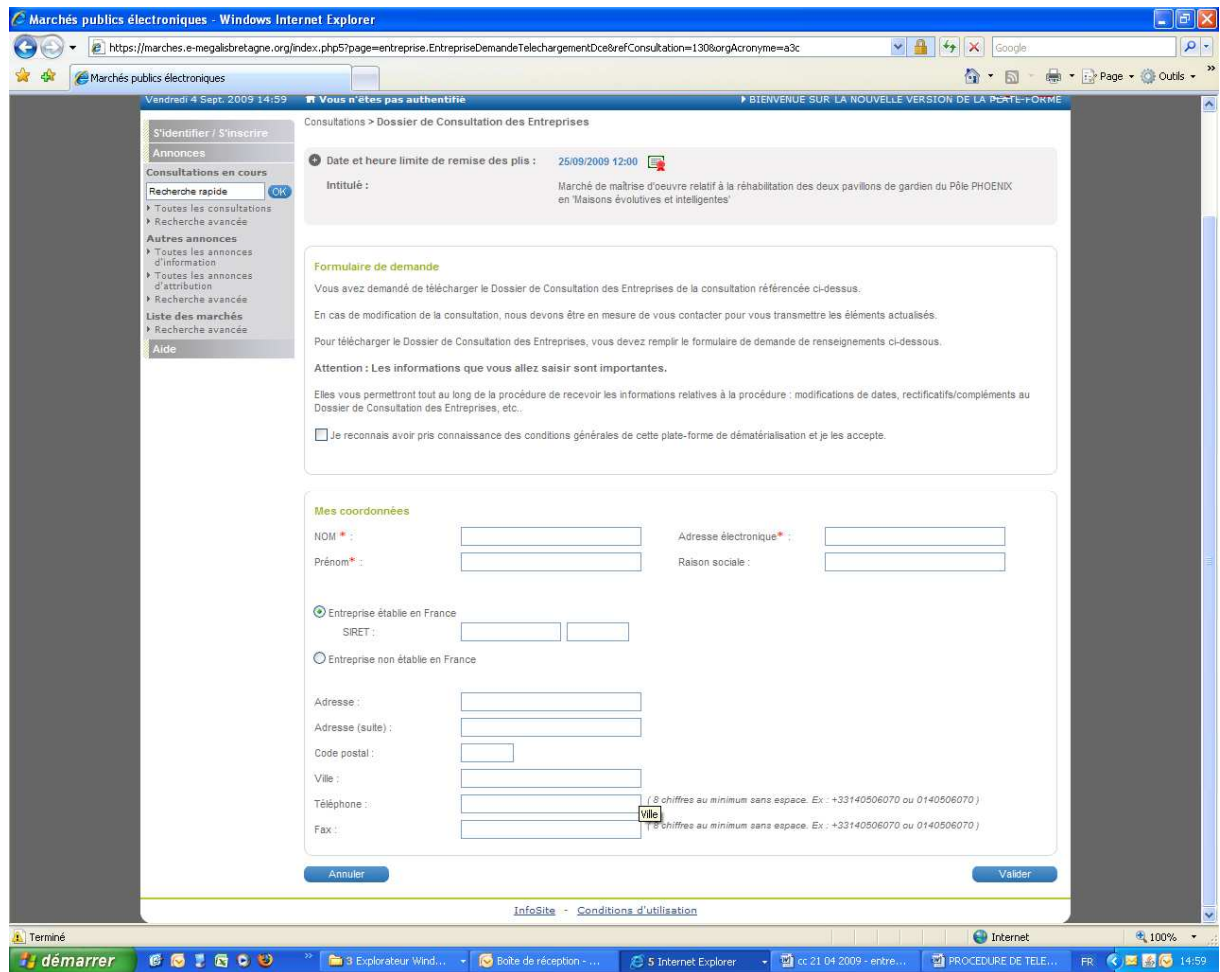 Marchés publics électroniques - Windows Internet Explorer
https://marches.e-megalisbretagne.org/index.php5?page=entreprise.EntrepriseDemandeTelechargementDce&refConsultation=130&orgAcronyme=a3c
Google
Marchés publics électroniques
Page
Outils
Vendredi 4 Sept. 2009 14:59
Vous n'êtes pas authentifié
BIENVENUE SUR LA NOUVELLE VERSION DE LA PLATE-FORME
S'identifier / S'inscrire
Annonces
Consultations en cours
Recherche rapide
OK
Toutes les consultations
Recherche avancée
Autres annonces
Toutes les annonces
d'information
Toutes les annonces
d'attribution
Recherche avancée
Liste des marchés
Recherche avancée
Aide
Consultations > Dossier de Consultation des Entreprises
Date et heure limite de remise des plis : 25/09/2009 12:00
Intitulé : Marché de maîtrise d'oeuvre relatif à la réhabilitation des deux pavillons de gardien du Pôle PHOENIX
en 'Maisons évolutives et intelligentes'
Formulaire de demande
Vous avez demandé de télécharger le Dossier de Consultation des Entreprises de la consultation référencée ci-dessus.
En cas de modification de la consultation, nous devons être en mesure de vous contacter pour vous transmettre les éléments actualisés.
Pour télécharger le Dossier de Consultation des Entreprises, vous devez remplir le formulaire de demande de renseignements ci-dessous.
Attention : Les informations que vous allez saisir sont importantes.
Elles vous permettront tout au long de la procédure de recevoir les informations relatives à la procédure : modifications de dates, rectificatifs/compléments au
Dossier de Consultation des Entreprises, etc..
Je reconnais avoir pris connaissance des conditions générales de cette plate-forme de dématérialisation et je les accepte.
Mes coordonnées
NOM * :
Adresse électronique* :
Prénom* :
Raison sociale :
Entreprise établie en France
SIRET :
Entreprise non établie en France
Adresse :
Adresse (suite) :
Code postal :
Ville :
Téléphone :
( 8 chiffres au minimum sans espace. Ex : +33140506070 ou 0140506070 )
Ville
Fax :
( 8 chiffres au minimum sans espace. Ex : +33140506070 ou 0140506070 )
Annuler
Valider
InfoSite - Conditions d'utilisation
Terminé
Internet
100%
démarrer
3 Explorateur Wind...
Boîte de réception - ...
5 Internet Explorer
cc 21 04 2009 - entre...
PROCEDURE DE TELE...
FR
14:59